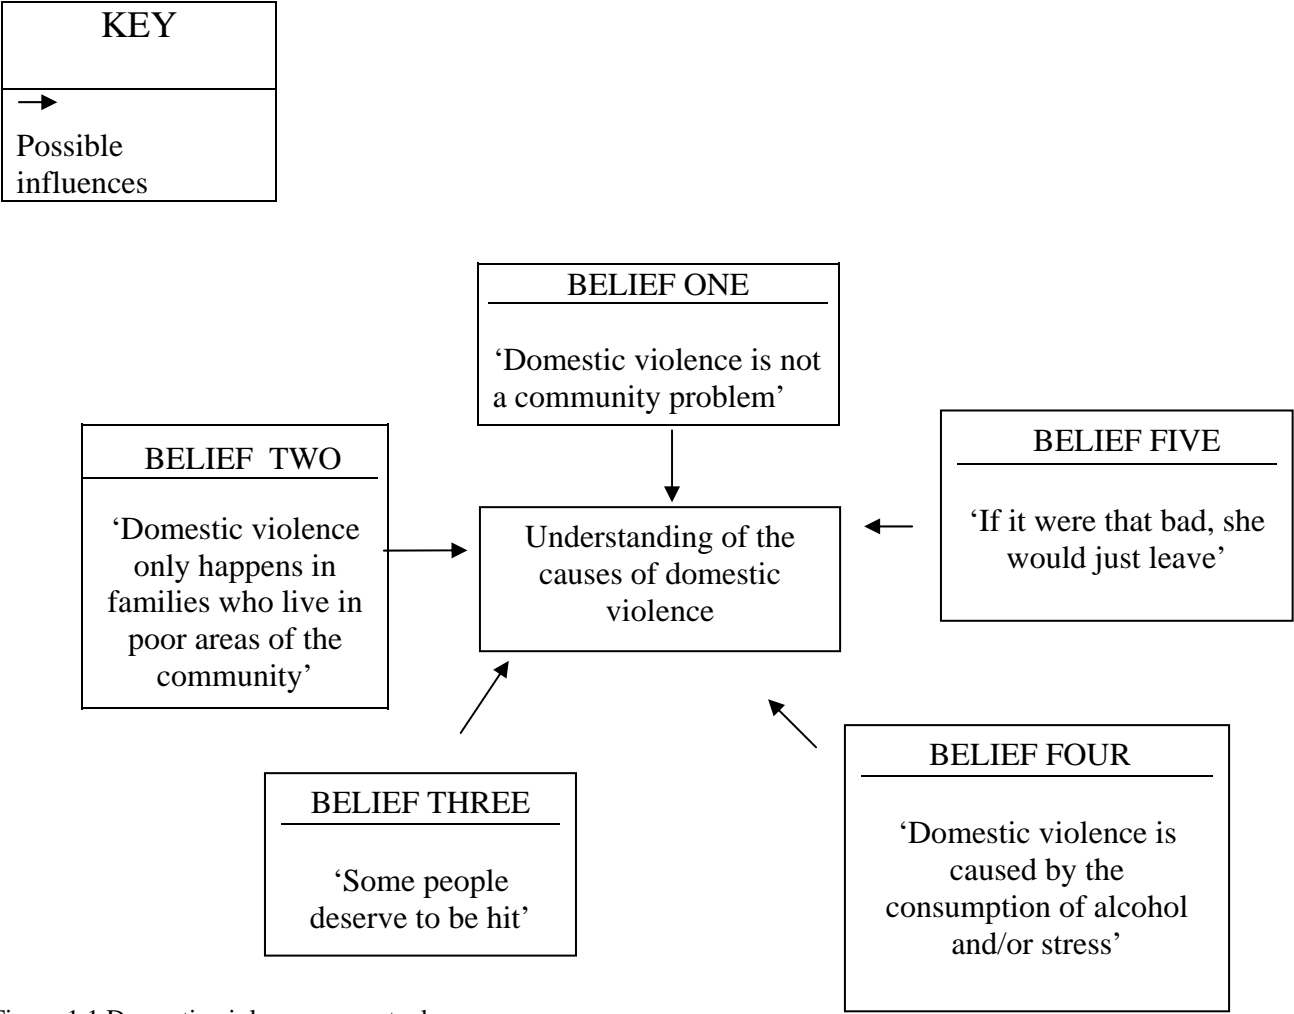 KEY
Possible
influences
BELIEF ONE
‘Domestic violence is not
a community problem’
BELIEF TWO
‘Domestic violence
only happens in
families who live in
poor areas of the
community’
Understanding of the
causes of domestic
violence
BELIEF FIVE
‘If it were that bad, she
would just leave’
BELIEF THREE
‘Some people
deserve to be hit’
BELIEF FOUR
‘Domestic violence is
caused by the
consumption of alcohol
and/or stress’